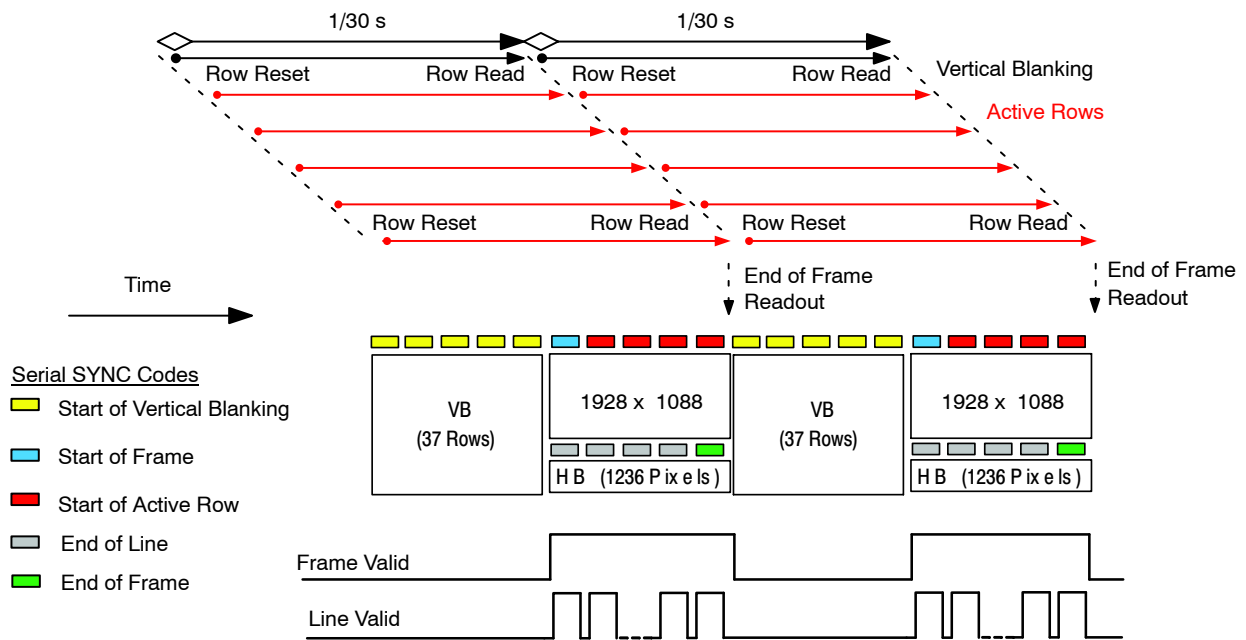 1/30 s
1/30 s
Row Reset
Row Read
Row Reset
Row Read
Vertical Blanking
Active Rows
Row Reset
Row Read
Row Reset
Row Read
End of Frame
Readout
End of Frame
Readout
Time
Serial SYNC Codes
Start of Vertical Blanking
Start of Frame
Start of Active Row
End of Line
End of Frame
VB
(37 Rows)
1928 x 1088
H B (1236 P ix e ls )
VB
(37 Rows)
1928 x 1088
H B (1236 P ix e ls )
Frame Valid
Line Valid